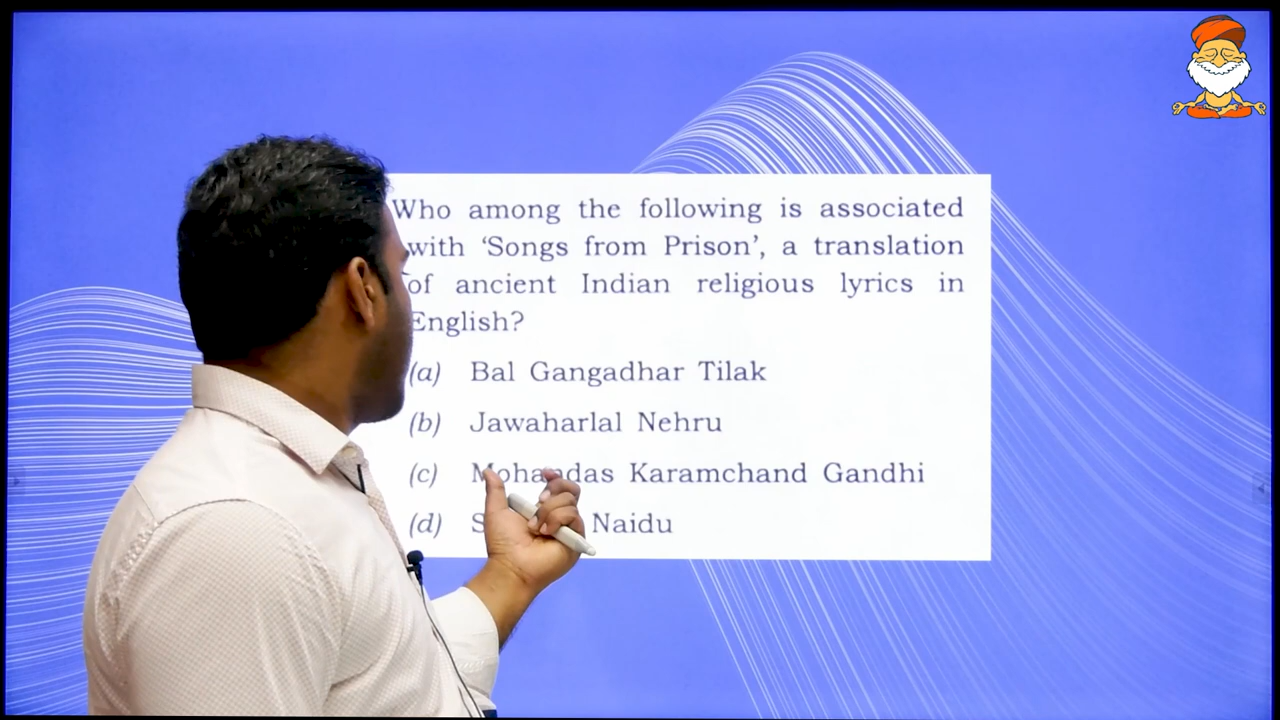 Who among the following is associated
with ‘Songs from Prison’, a translation
of ancient Indian religious lyrics in
English?
(a) Bal Gangadhar Tilak
(b) Jawaharlal Nehru
(c) Mohandas Karamchand Gandhi
(d) Naidu